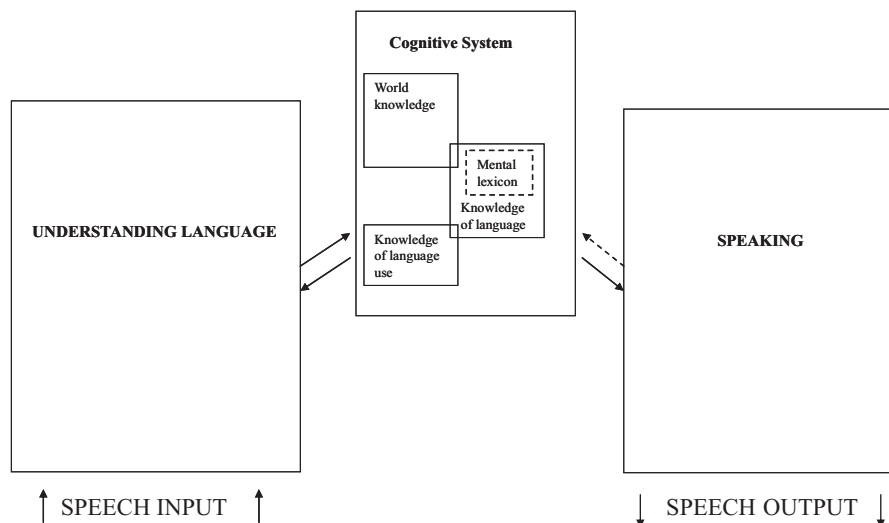 Cognitive System
World
knowledge
Mental
lexicon
Knowledge
of language
Knowledge
of language
use
UNDERSTANDING LANGUAGE
SPEAKING
SPEECH INPUT
SPEECH OUTPUT